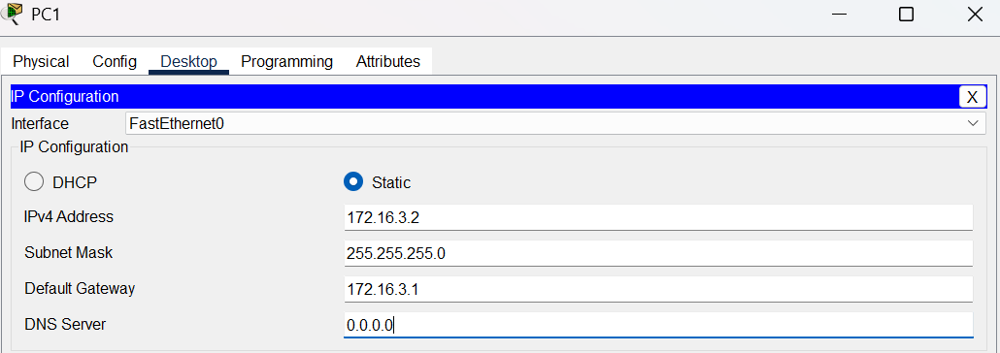 PC1
Physical Config Desktop Programming Attributes
IP Configuration X
Interface FastEthernet0
IP Configuration
DHCP Static
IPv4 Address 172.16.3.2
Subnet Mask 255.255.255.0
Default Gateway 172.16.3.1
DNS Server 0.0.0.0